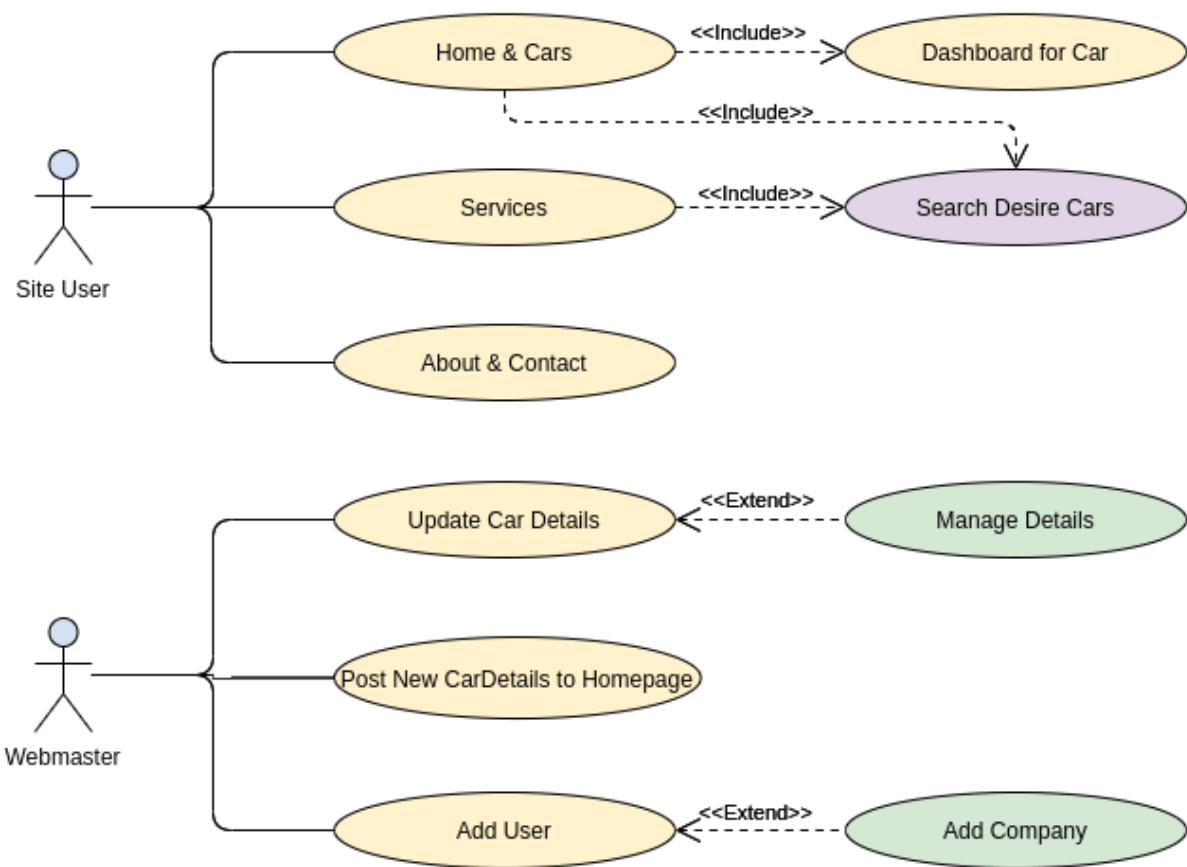 Home & Cars
<<Include>>
Dashboard for Car
<<Include>>
Services
<<Include>>
Search Desire Cars
Site User
About & Contact
Update Car Details
<<Extend>>
Manage Details
Post New CarDetails to Homepage
Webmaster
Add User
<<Extend>>
Add Company